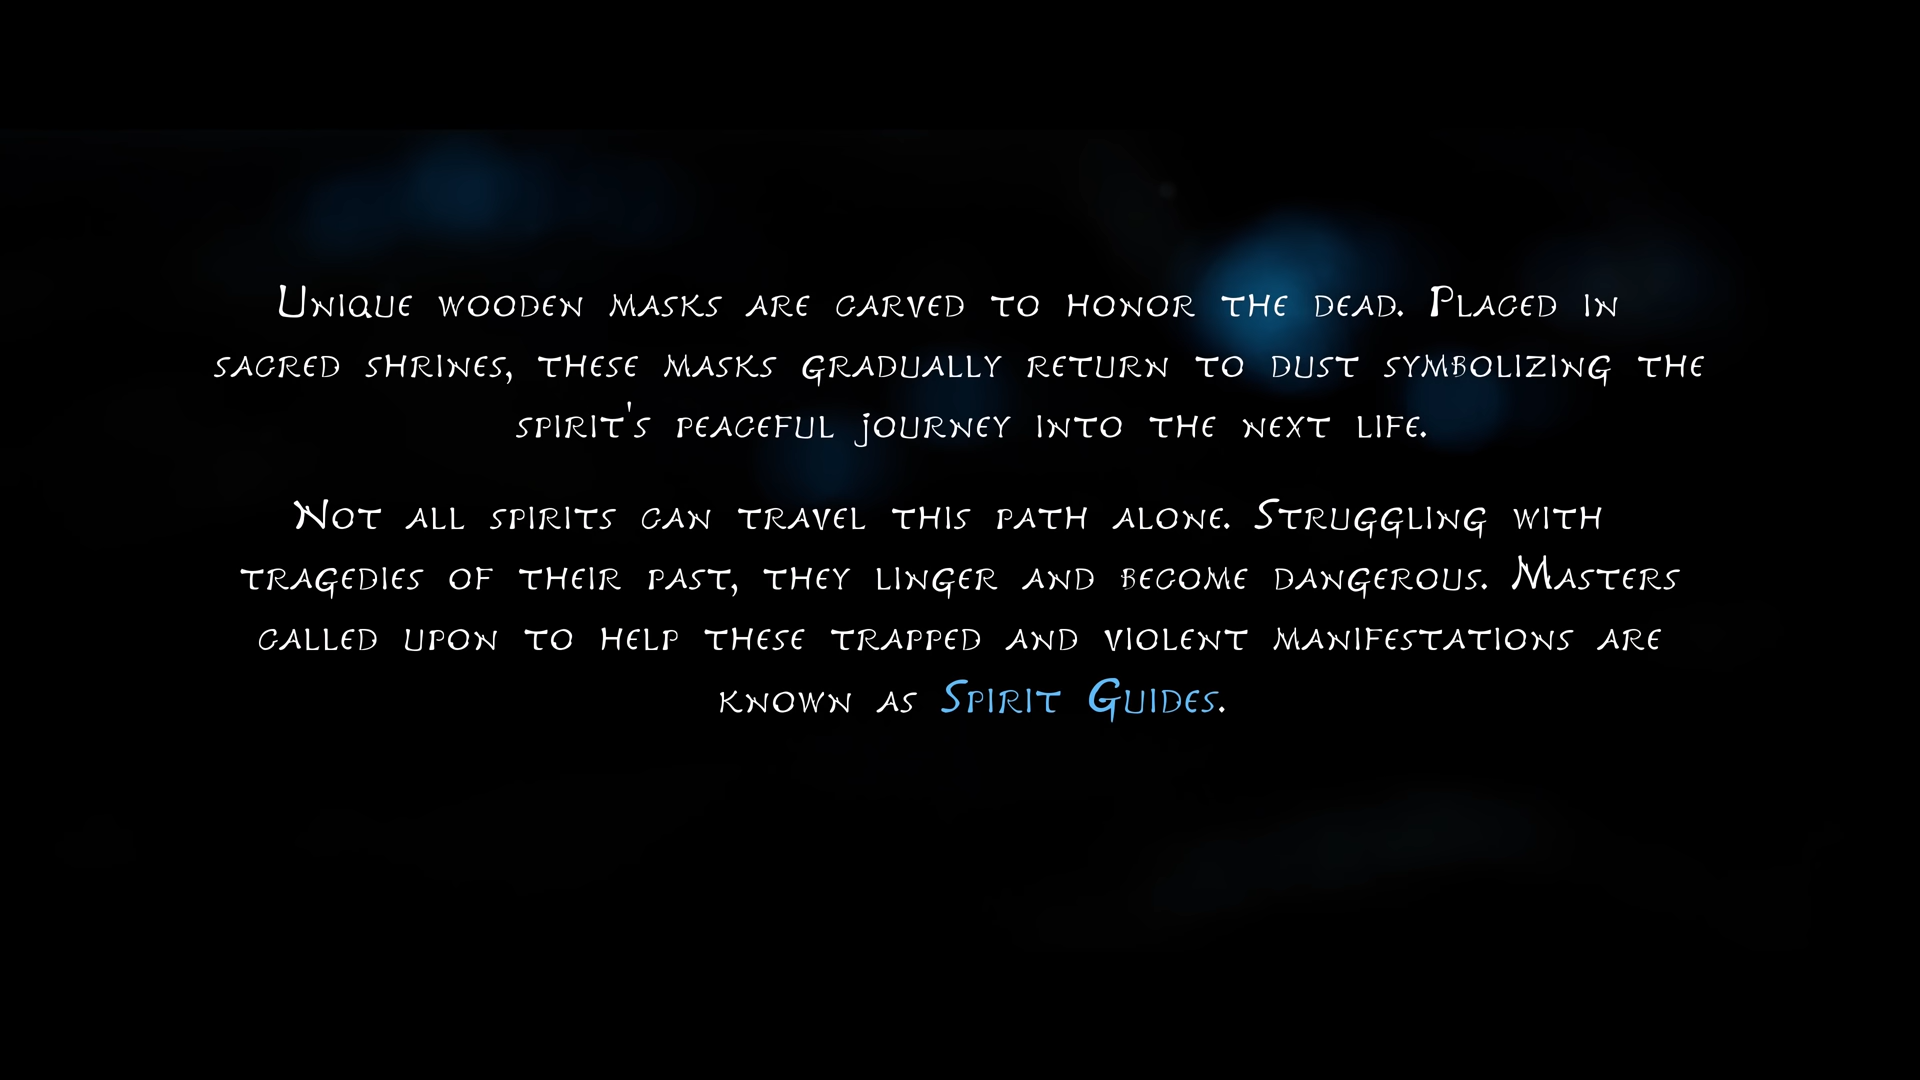 Unique wooden masks are carved to honor the dead. Placed in
sacred shrines, these masks gradually return to dust symbolizing the
spirit's peaceful journey into the next life.
Not all spirits can travel this path alone. Struggling with
tragedies of their past, they linger and become dangerous. Masters
called upon to help these trapped and violent manifestations are
known as Spirit Guides.